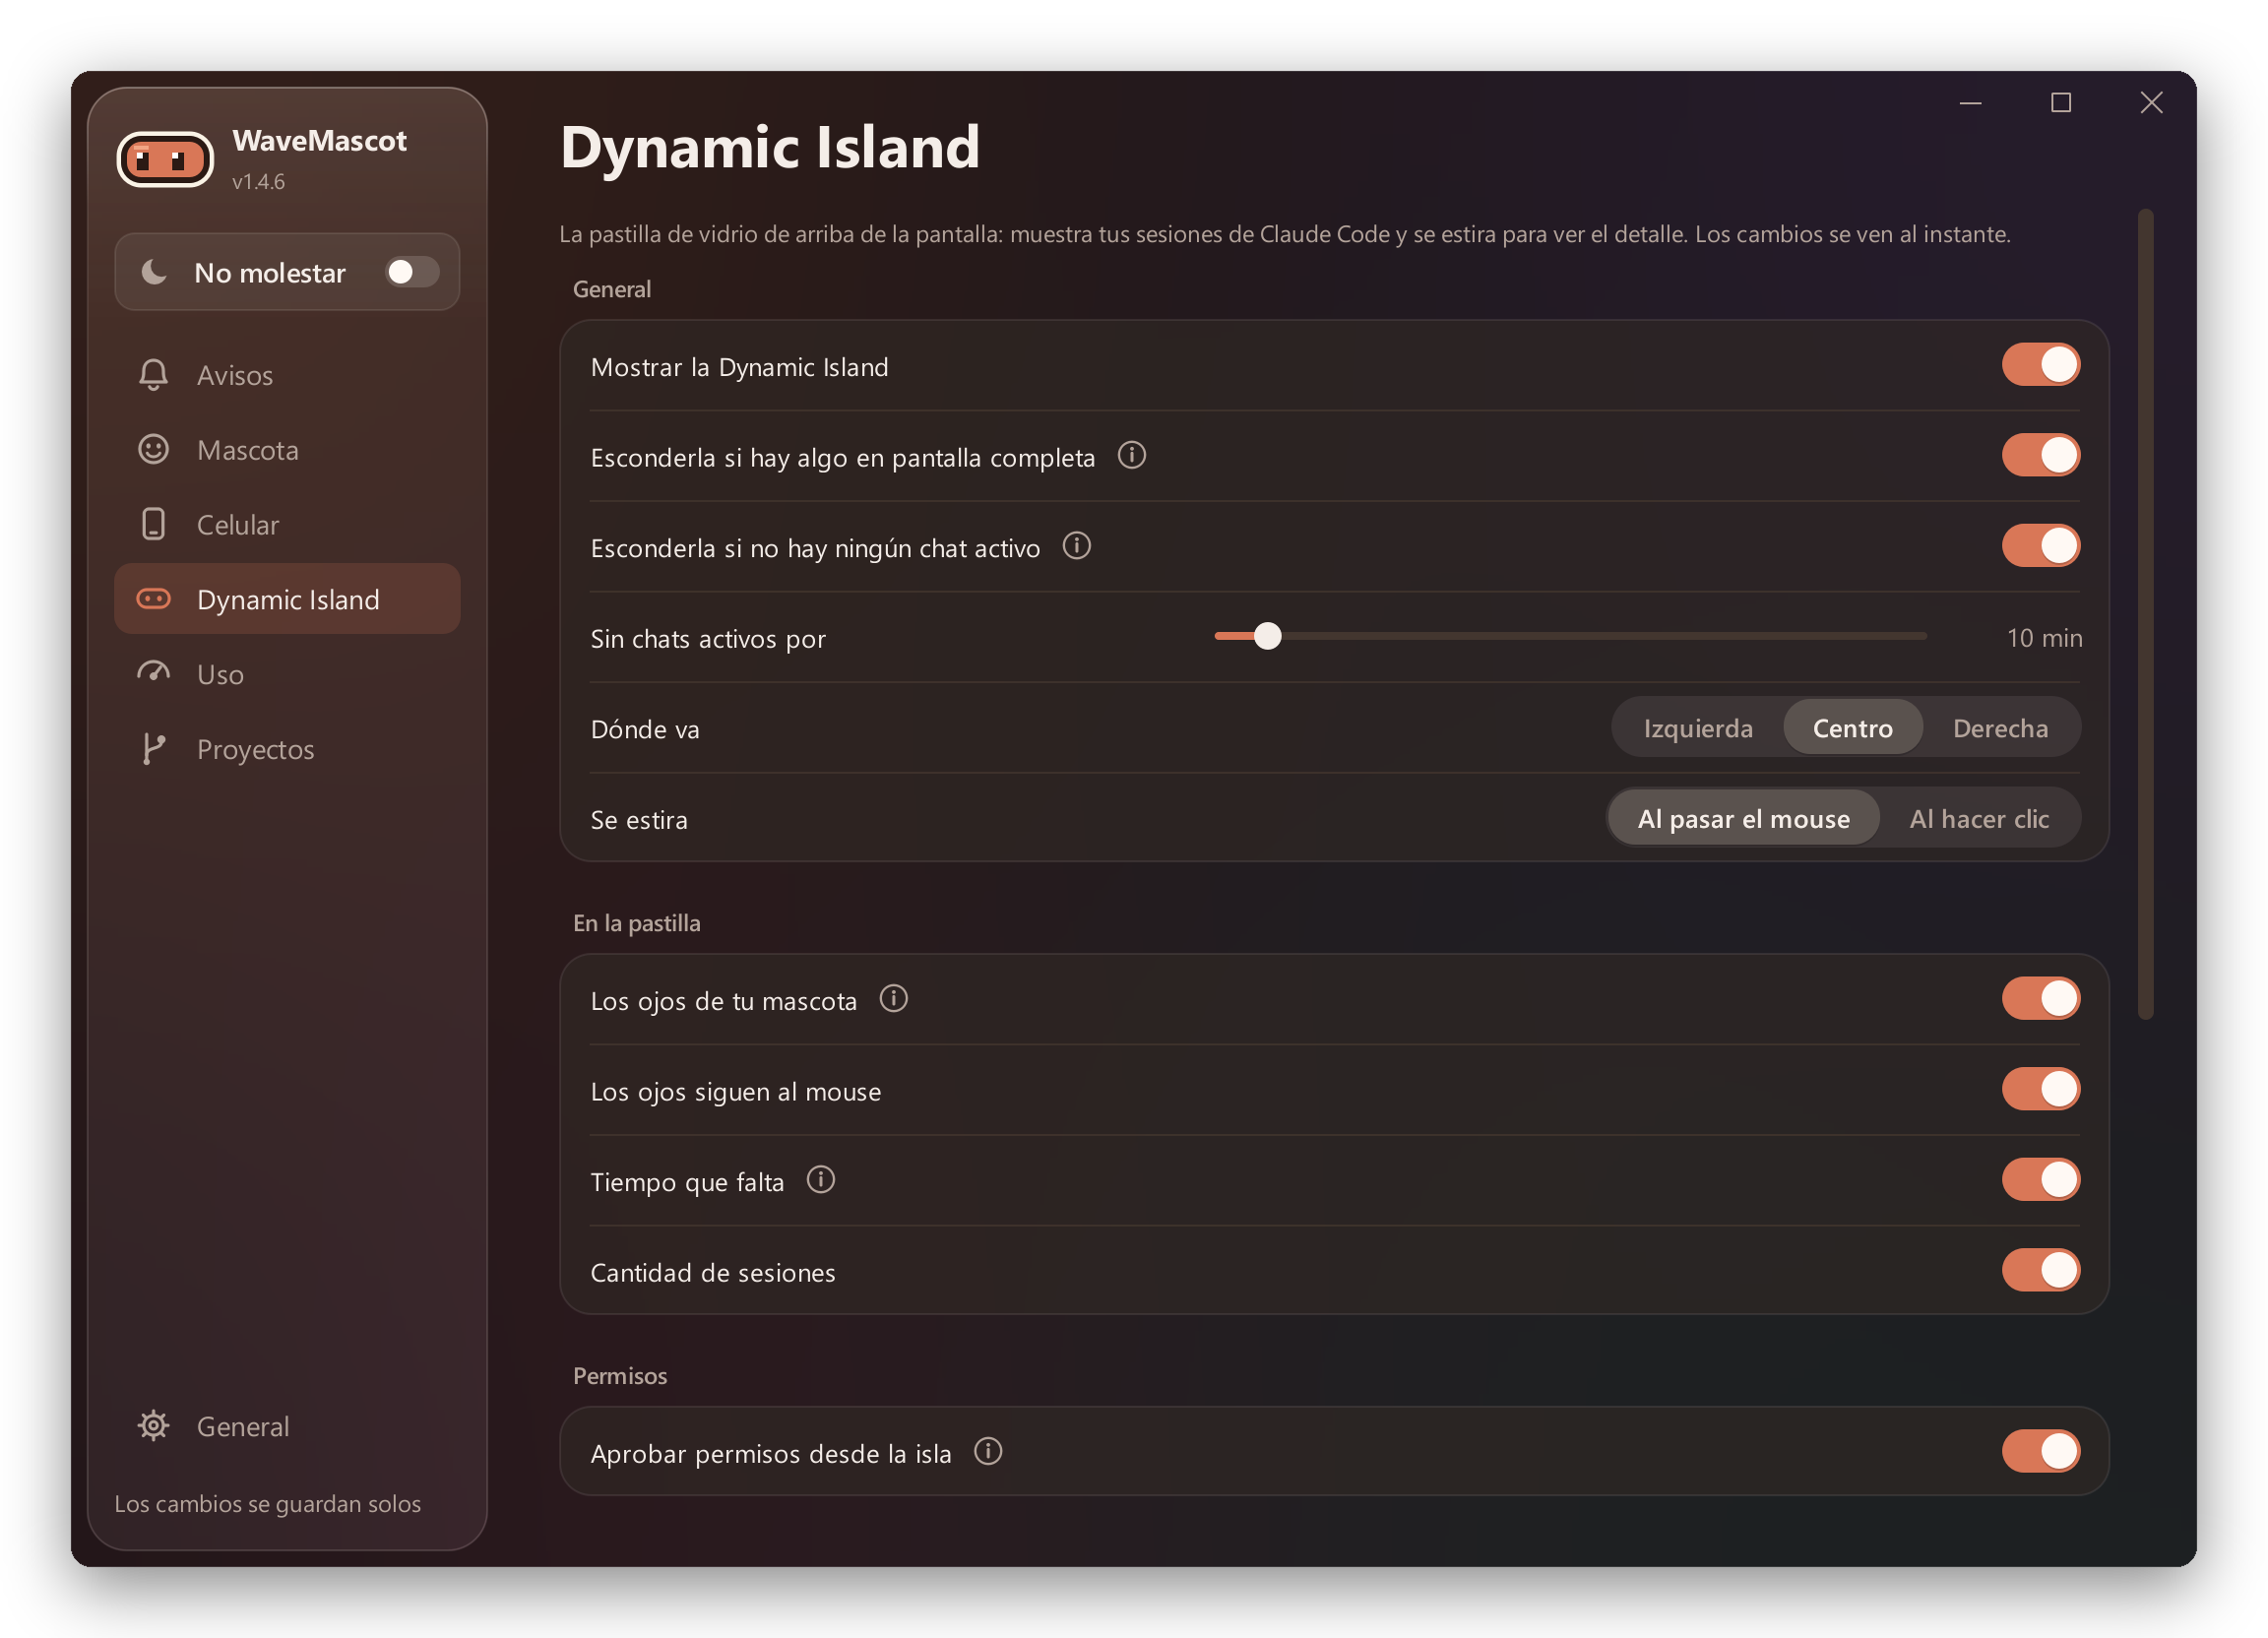 WaveMascot
v1.4.6
No molestar
Avisos
Mascota
Celular
Dynamic Island
Uso
Proyectos
General
Los cambios se guardan solos
Dynamic Island
La pastilla de vidrio de arriba de la pantalla: muestra tus sesiones de Claude Code y se estira para ver el detalle. Los cambios se ven al instante.
General
Mostrar la Dynamic Island
Esconderla si hay algo en pantalla completa
Esconderla si no hay ningún chat activo
Sin chats activos por 10 min
Dónde va Izquierda Centro Derecha
Se estira Al pasar el mouse Al hacer clic
En la pastilla
Los ojos de tu mascota
Los ojos siguen al mouse
Tiempo que falta
Cantidad de sesiones
Permisos
Aprobar permisos desde la isla